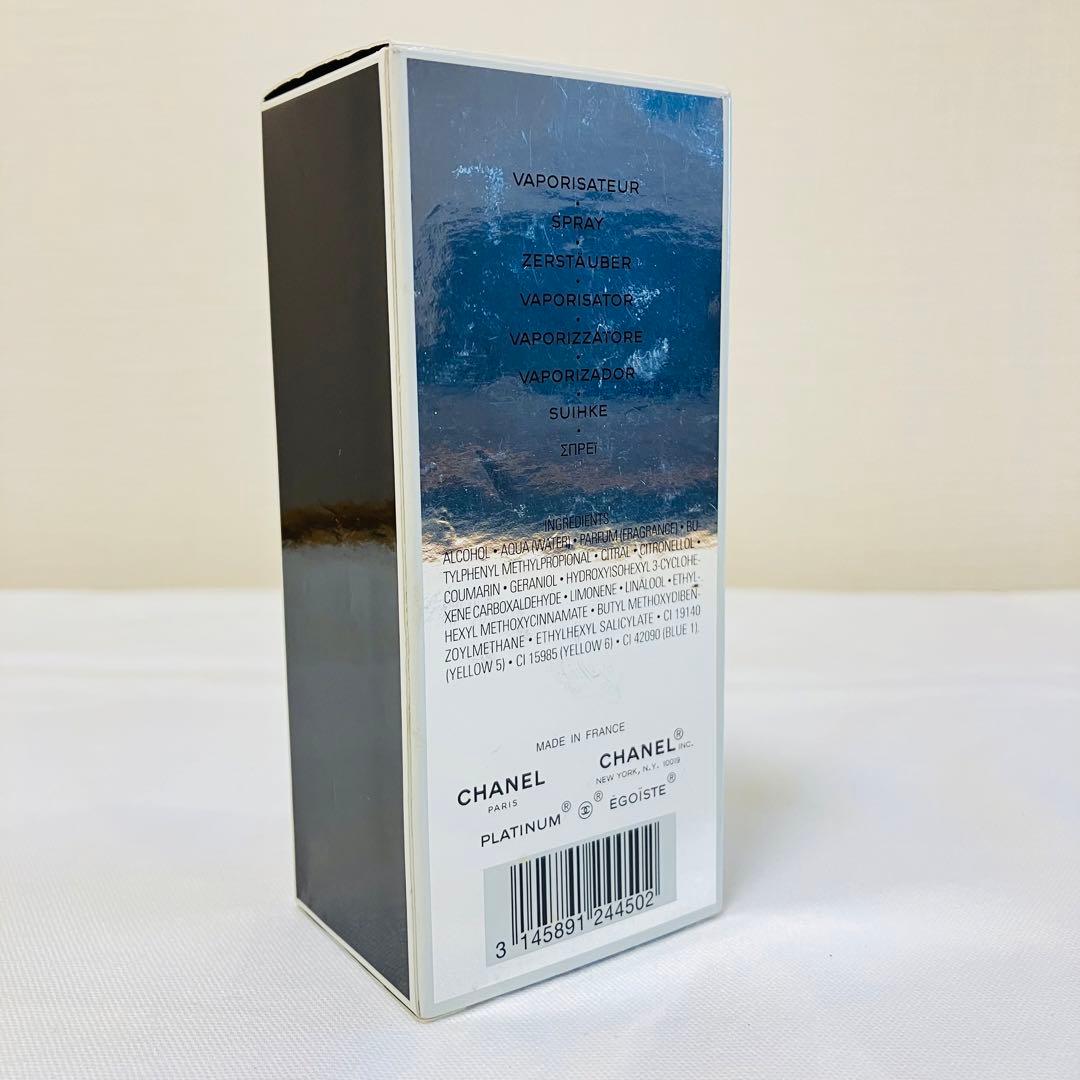 VAPORISATEUR
•
SPRAY
•
ZERSTÄUBER
•
VAPORISATOR
•
VAPORIZZATORE
•
VAPORIZADOR
•
SUIHKE
•
ΣΠΡΕΪ
INGREDIENTS
ALCOHOL • AQUA (WATER) • PARFUM (FRAGRANCE) • BU-
TYLPHENYL METHYLPROPIONAL • CITRAL • CITRONELLOL •
COUMARIN • GERANIOL • HYDROXYISOHEXYL 3-CYCLOHE-
XENE CARBOXALDEHYDE • LIMONENE • LINALOOL • ETHYL-
HEXYL METHOXYCINNAMATE • BUTYL METHOXYDIBEN-
ZOYLMETHANE • ETHYLHEXYL SALICYLATE • CI 19140
(YELLOW 5) • CI 15985 (YELLOW 6) • CI 42090 (BLUE 1).
MADE IN FRANCE
CHANEL
PARIS
CHANEL® INC.
NEW YORK, N.Y. 10019
PLATINUM® ® ÉGOÏSTE®
3 145891 244502